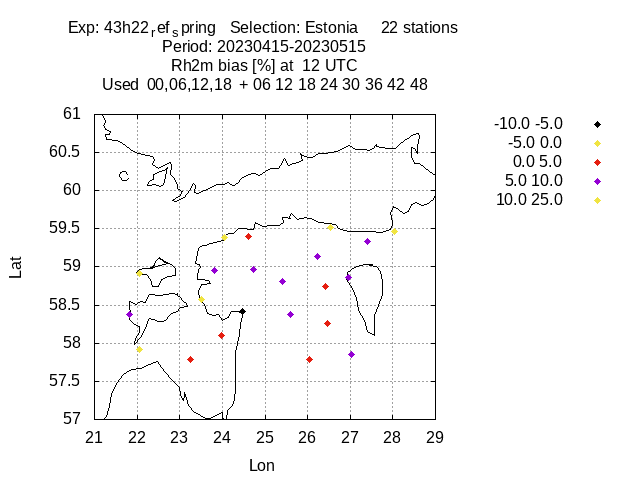 Exp: 43h22refspring   Selection: Estonia     22 stations
Period: 20230415-20230515
Rh2m bias [%] at  12 UTC
Used  00,06,12,18  + 06 12 18 24 30 36 42 48
-10.0 -5.0
-5.0 0.0
0.0 5.0
5.0 10.0
10.0 25.0
61
60.5
60
59.5
59
58.5
58
57.5
57
Lat
21 22 23 24 25 26 27 28 29
Lon